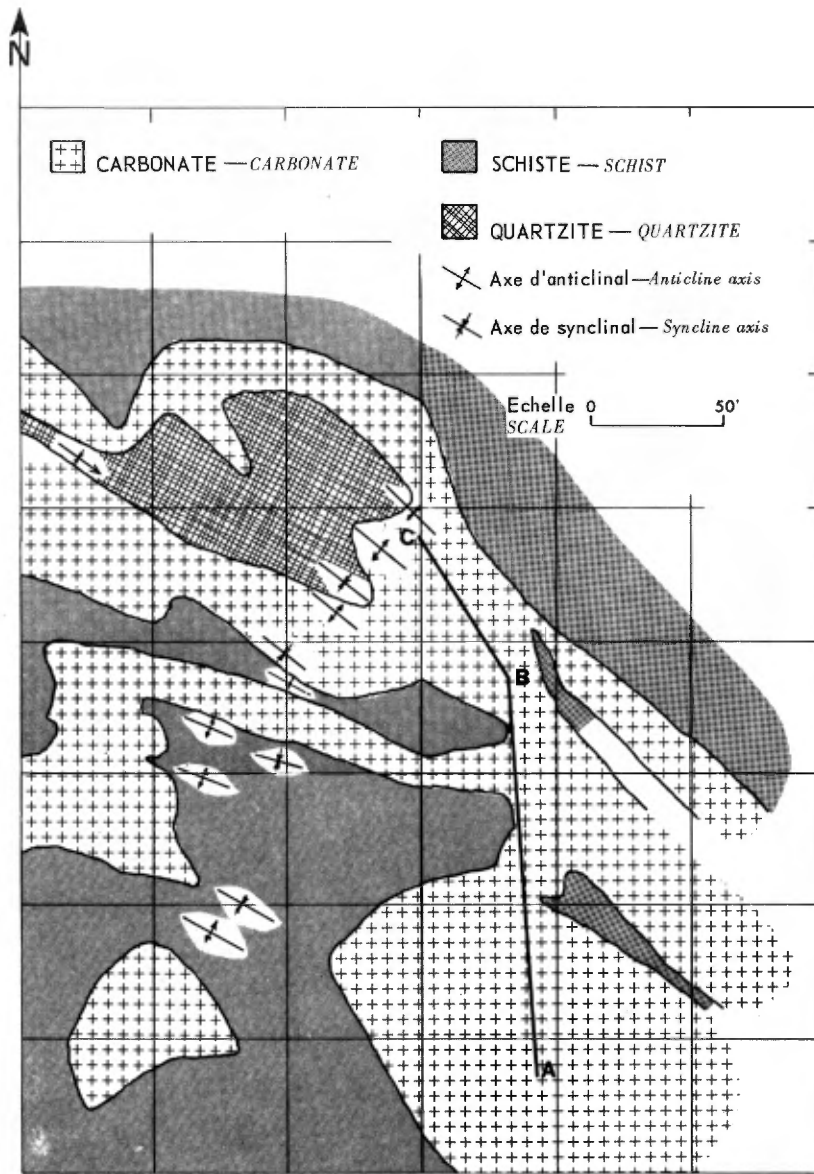 N
CARBONATE — CARBONATE
SCHISTE — SCHIST
QUARTZITE — QUARTZITE
Axe d'anticlinal — Anticline axis
Axe de synclinal — Syncline axis
Echelle 0 50'
SCALE
C
B
A